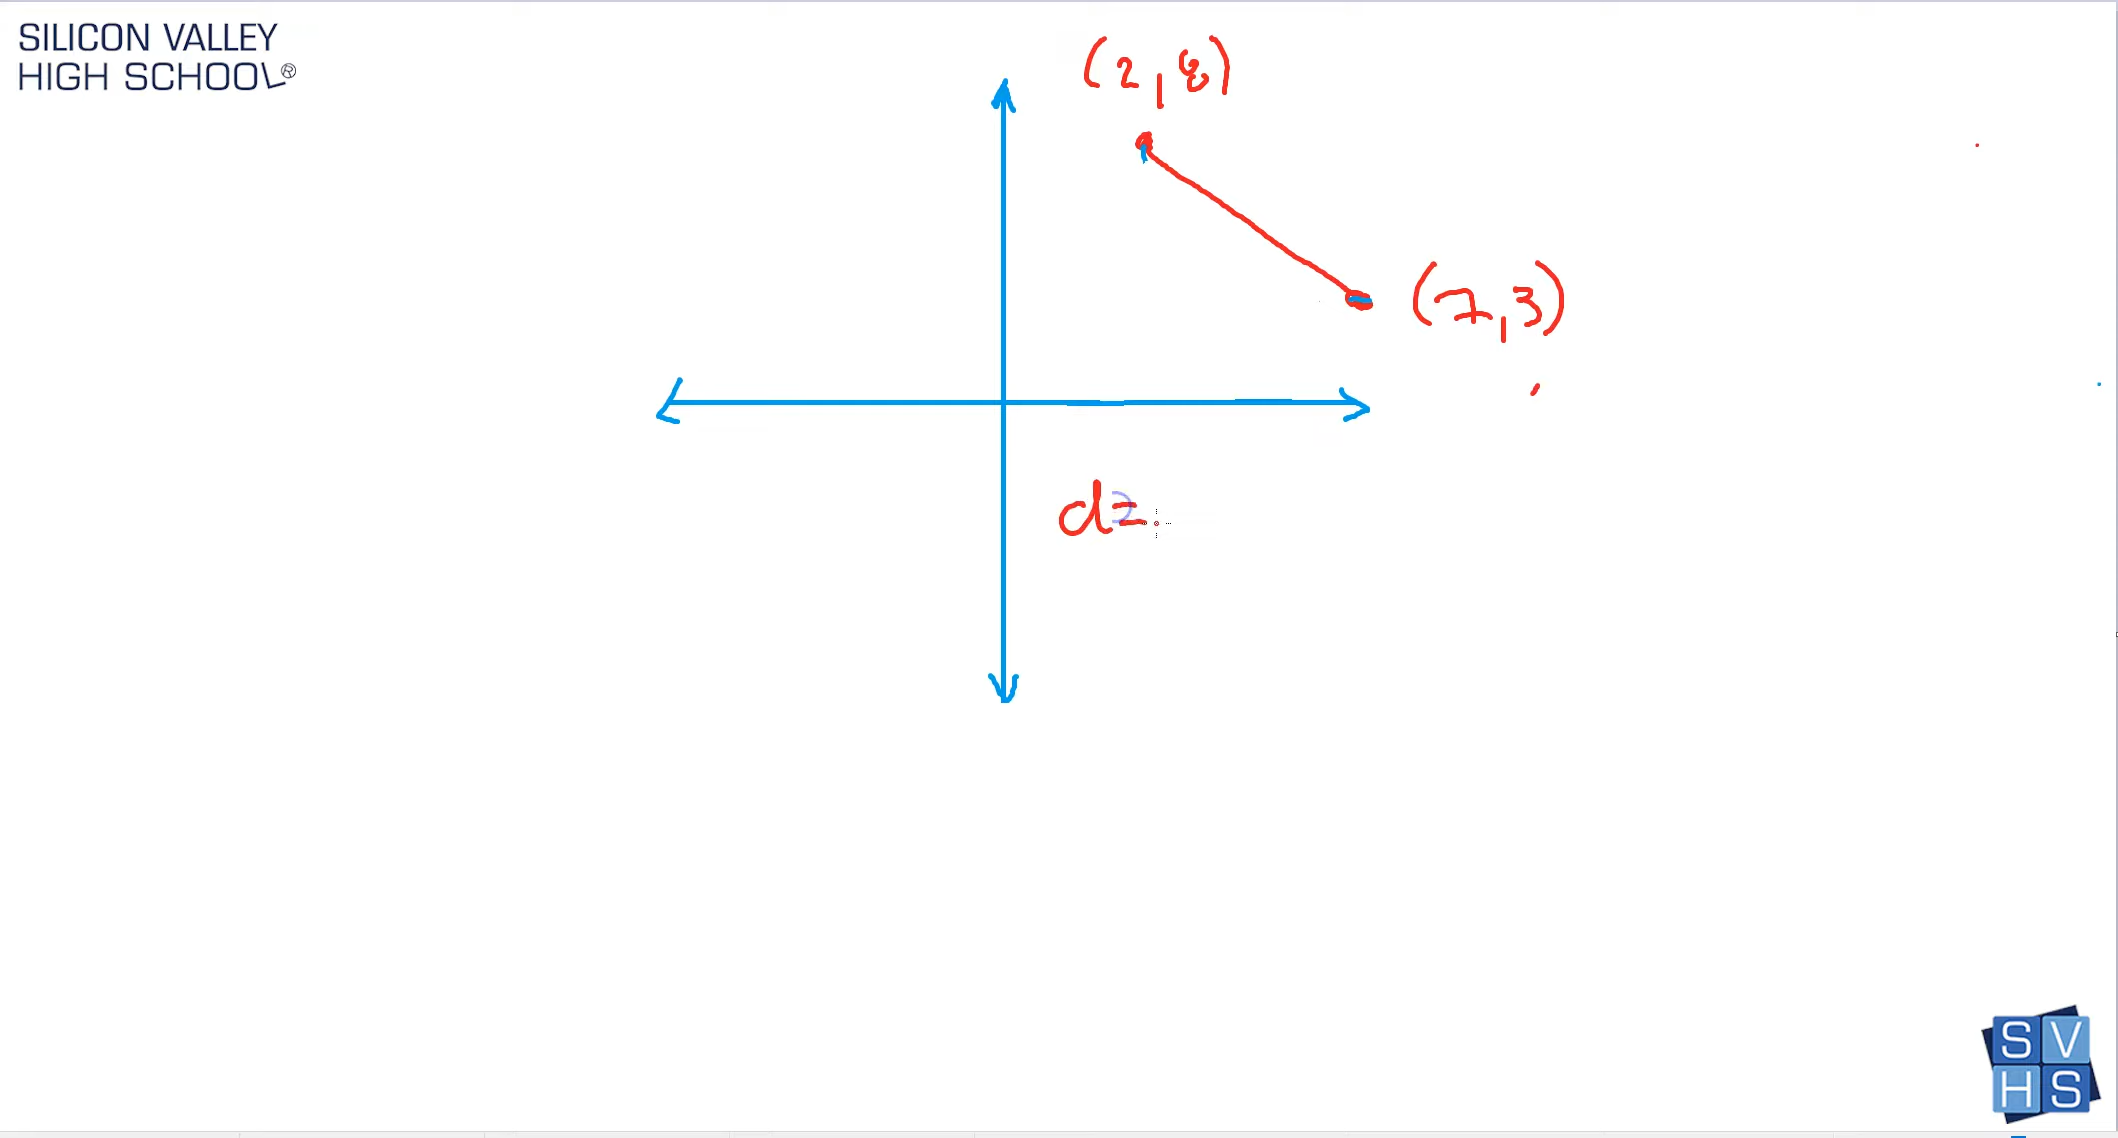 SILICON VALLEY
HIGH SCHOOL®
(2,8)
(7,3)
d=
SV
HS